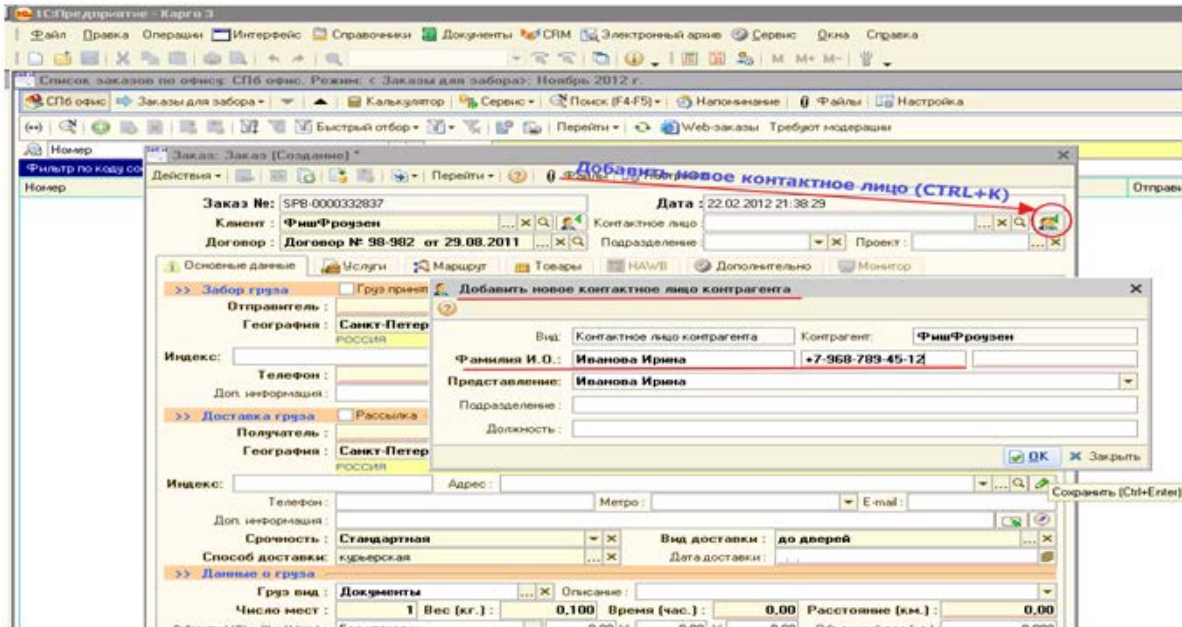 1С:Предприятие - Карго 3
Файл Правка Операции Интерфейс Справочники Документы CRM Электронный архив Сервис Окна Справка
M M+ M-
Список заказов по офису: СПб офис. Режим: < Заказы для забора>: Ноябрь 2012 г.
СПб офис Заказы для забора Калькулятор Сервис Поиск (F4-F5) Напоминание Файлы Настройка
Быстрый отбор Перейти Web-заказы Требуют модерации
Номер
Фильтр по коду
Номер
Заказ: Заказ (Создание) *
Действия Перейти
Добавить новое контактное лицо (CTRL+K)
Заказ №: SPB-0000332837 Дата : 22.02.2012 21:38:29
Клиент : ФишФроузен Контактное лицо :
Договор : Договор № 98-982 от 29.08.2011 Подразделение : Проект :
Основные данные Услуги Маршрут Товары HAWB Дополнительно Монитор
>> Забор груза Груз
Отправитель :
География : Санкт-Петер
РОССИЯ
Индекс:
Телефон :
Доп. информация :
Добавить новое контактное лицо контрагента
Вид: Контактное лицо контрагента Контрагент: ФишФроузен
Фамилия И.О.: Иванова Ирина +7-968-789-45-12
Представление: Иванова Ирина
Подразделение :
Должность :
OK Закрыть
Сохранить (Ctrl+Enter)
>> Доставка груза Рассылка
Получатель :
География : Санкт-Петер
РОССИЯ
Индекс: Адрес :
Телефон : Метро : E-mail :
Доп. информация :
Срочность : Стандартная Вид доставки : до дверей
Способ доставки: курьерская Дата доставки :
>> Данные о грузе
Груз вид : Документы Описание :
Число мест : 1 Вес (кг.) : 0,100 Время (час.) : 0,00 Расстояние (км.) : 0,00